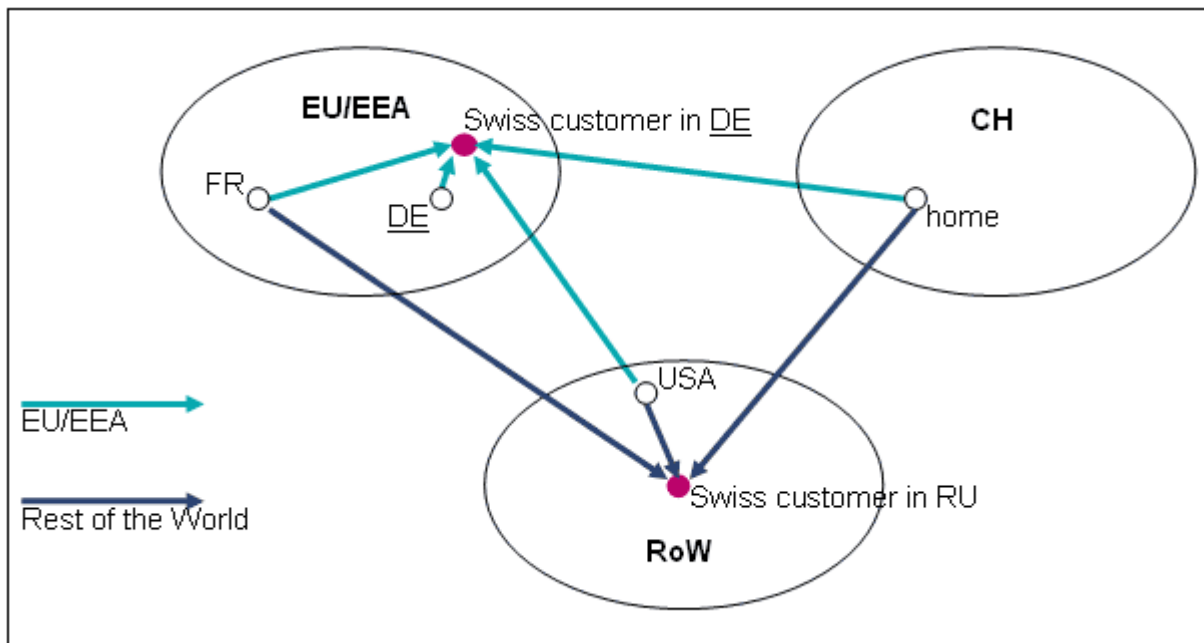 EU/EEA
Swiss customer in DE
CH
FR
DE
home
USA
EU/EEA
Swiss customer in RU
Rest of the World
RoW